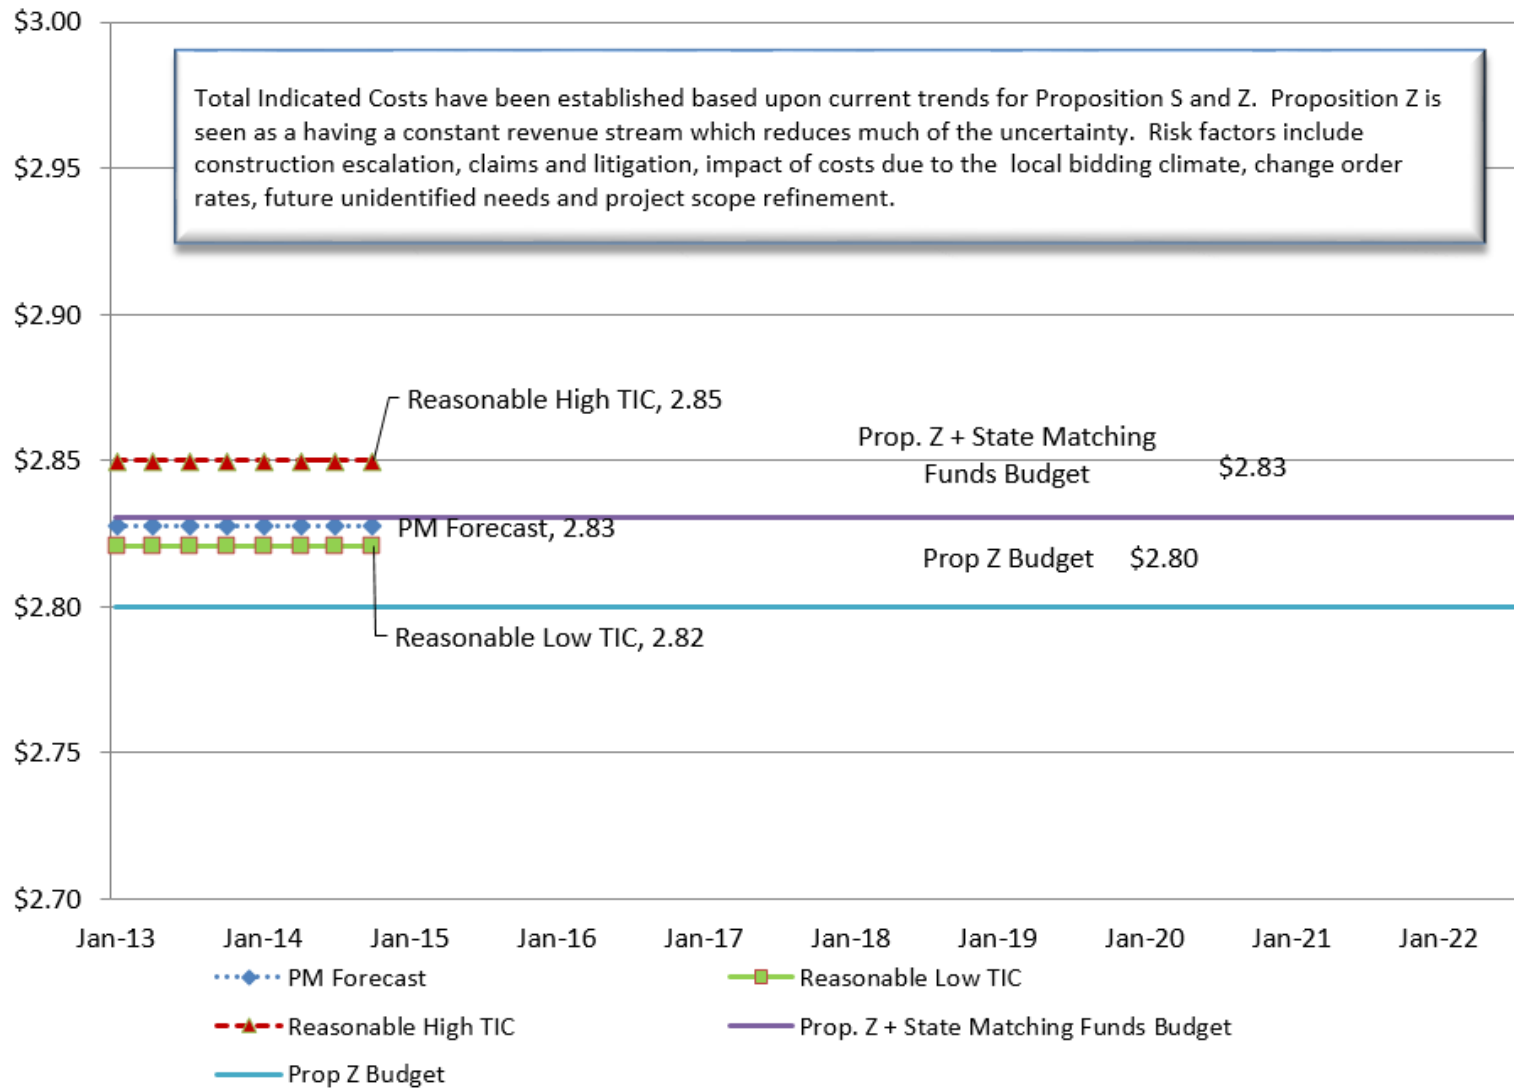 $3.00
Total Indicated Costs have been established based upon current trends for Proposition S and Z.  Proposition Z is
seen as a having a constant revenue stream which reduces much of the uncertainty.  Risk factors include
construction escalation, claims and litigation, impact of costs due to the  local bidding climate, change order
rates, future unidentified needs and project scope refinement.
$2.95
$2.90
Reasonable High TIC, 2.85
Prop. Z + State Matching
Funds Budget $2.83
$2.85
PM Forecast, 2.83
Prop Z Budget $2.80
$2.80
Reasonable Low TIC, 2.82
$2.75
$2.70
Jan-13 Jan-14 Jan-15 Jan-16 Jan-17 Jan-18 Jan-19 Jan-20 Jan-21 Jan-22
PM Forecast Reasonable Low TIC
Reasonable High TIC Prop. Z + State Matching Funds Budget
Prop Z Budget